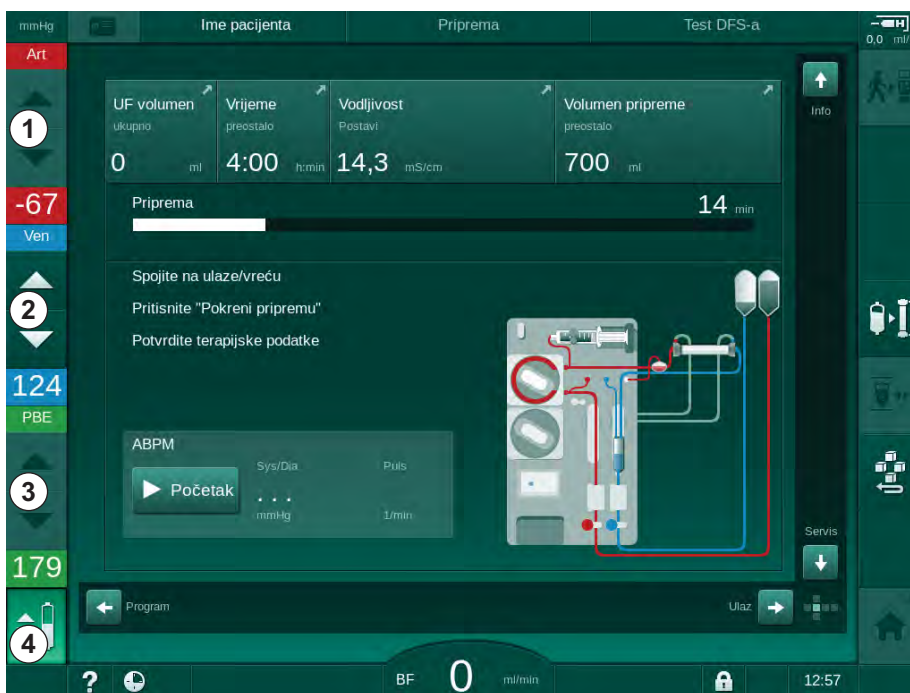 mmHg
Ime pacijenta
Priprema
Test DFS-a
0,0 ml/
Art
1
-67
Ven
2
124
PBE
3
179
4
UF volumen
ukupno
0 ml
Vrijeme
preostalo
4:00 h:min
Vodljivost
Postavi
14,3 mS/cm
Volumen pripreme
preostalo
700 ml
Info
Priprema
14 min
Spojite na ulaze/vreću
Pritisnite "Pokreni pripremu"
Potvrdite terapijske podatke
ABPM
Početak
Sys/Dia
. . .
mmHg
Puls
1/min
Servis
Program
Ulaz
?
BF 0 ml/min
12:57